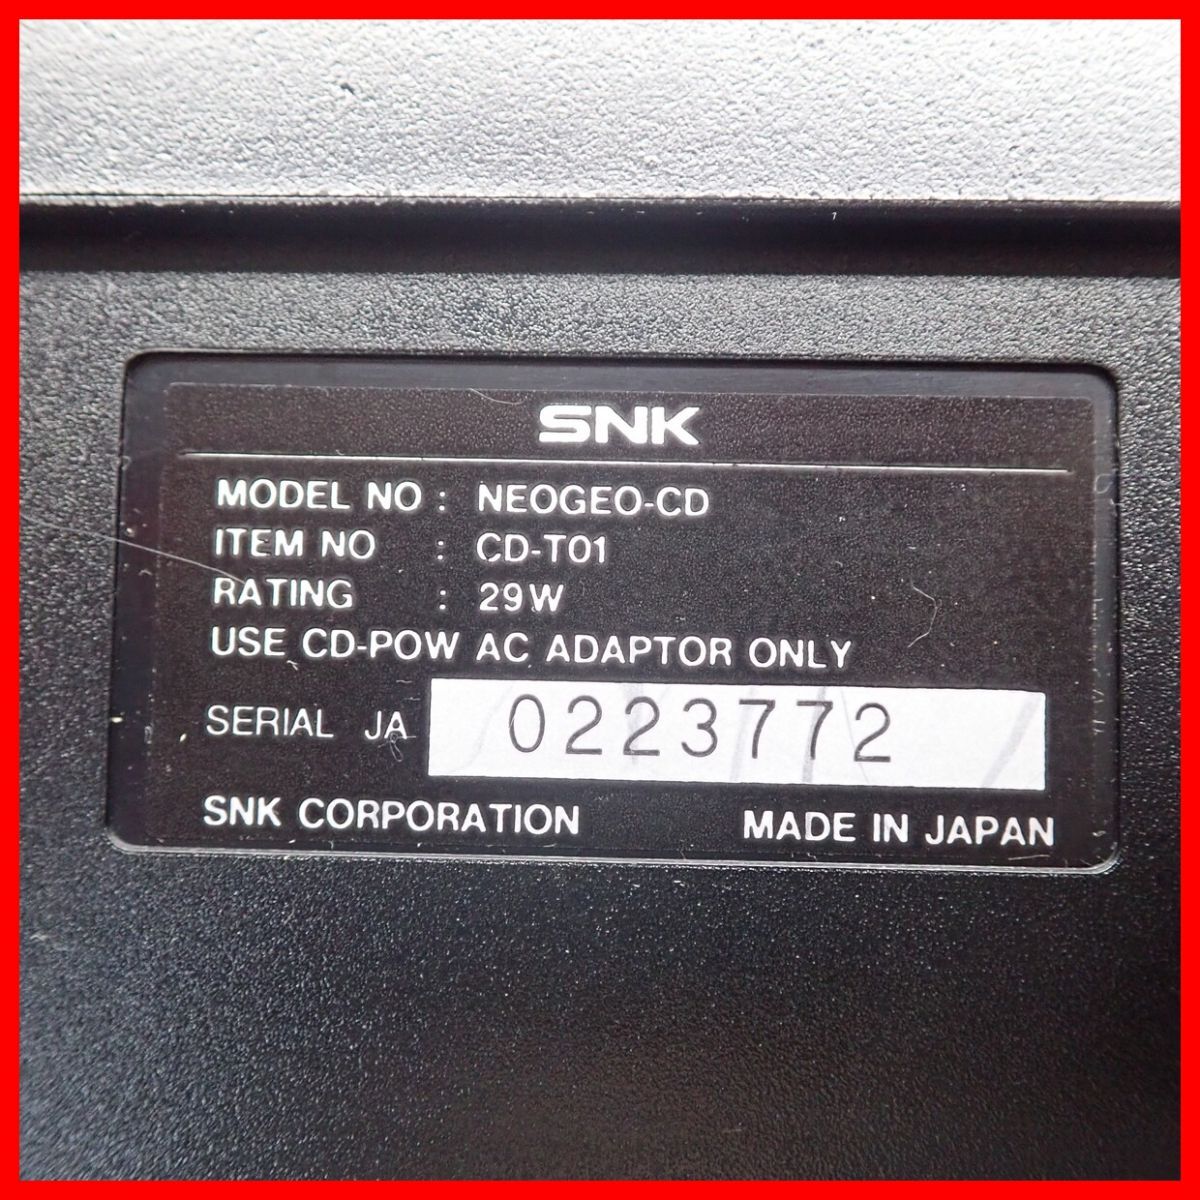 SNK
MODEL NO : NEOGEO-CD
ITEM NO : CD-T01
RATING : 29W
USE CD-POW AC ADAPTOR ONLY
SERIAL JA 0223772
SNK CORPORATION MADE IN JAPAN